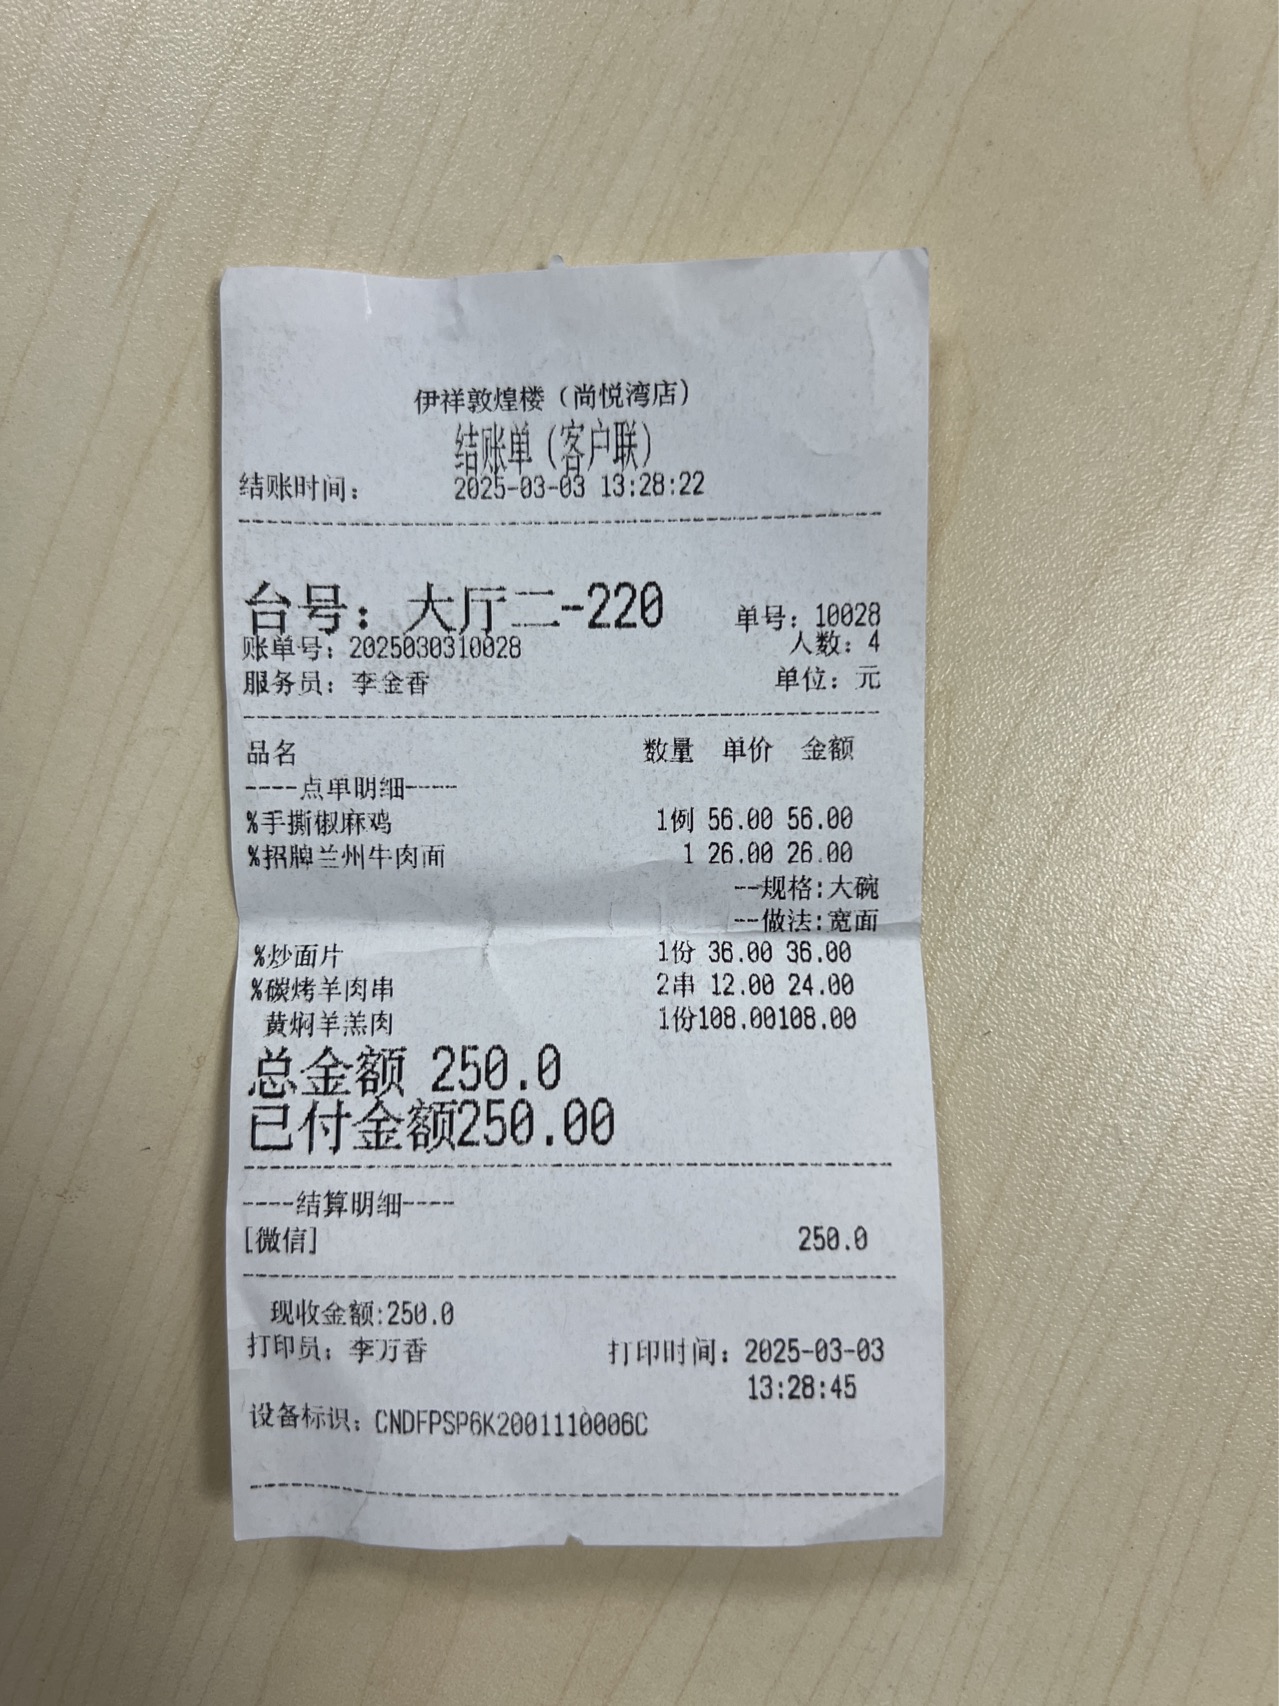 伊祥敦煌楼（尚悦湾店）
结账单（客户联）
结账时间： 2025-03-03 13:28:22
台号：大厅二-220 单号：10028
账单号：2025030310028 人数：4
服务员：李金香 单位：元
品名 数量 单价 金额
----点单明细----
%手撕椒麻鸡 1例 56.00 56.00
%招牌兰州牛肉面 1 26.00 26.00
--规格:大碗
--做法:宽面
%炒面片 1份 36.00 36.00
%碳烤羊肉串 2串 12.00 24.00
黄焖羊羔肉 1份108.00108.00
总金额 250.0
已付金额250.00
----结算明细----
[微信] 250.0
现收金额:250.0
打印员：李万香 打印时间：2025-03-03
13:28:45
设备标识：CNDFPSP6K2001110006C